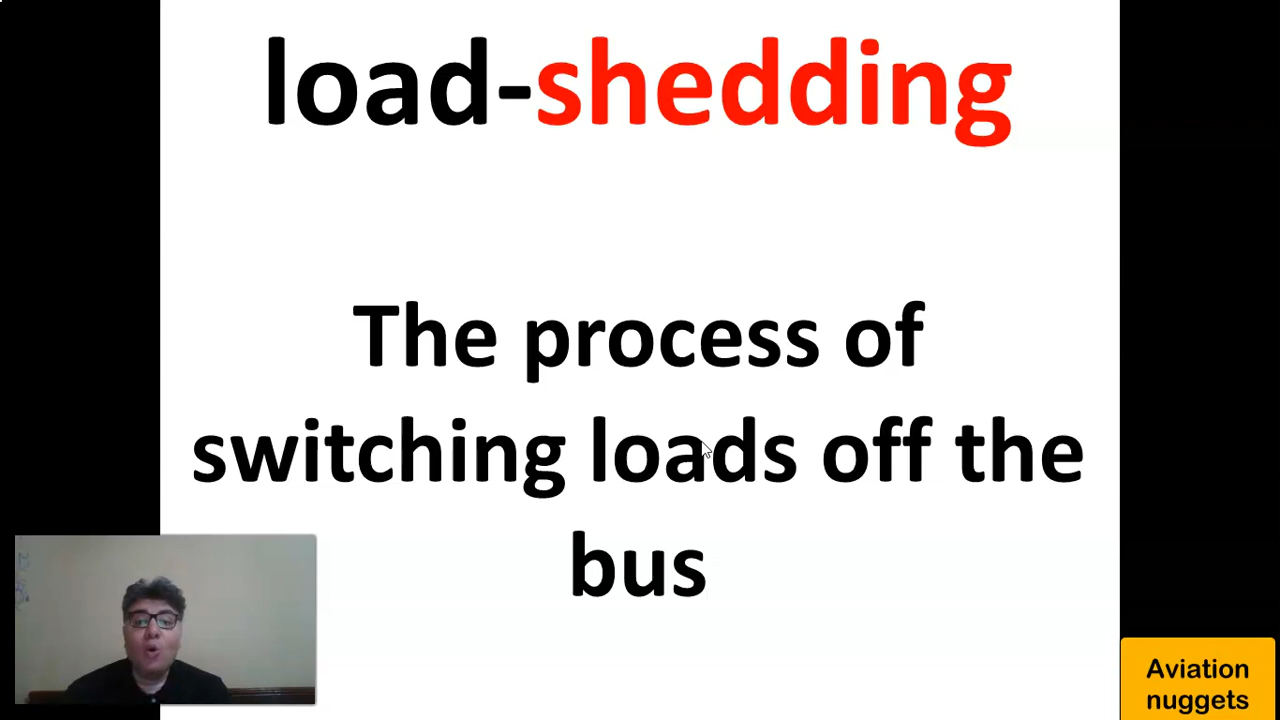 load-shedding
The process of
switching loads off the
bus
Aviation
nuggets